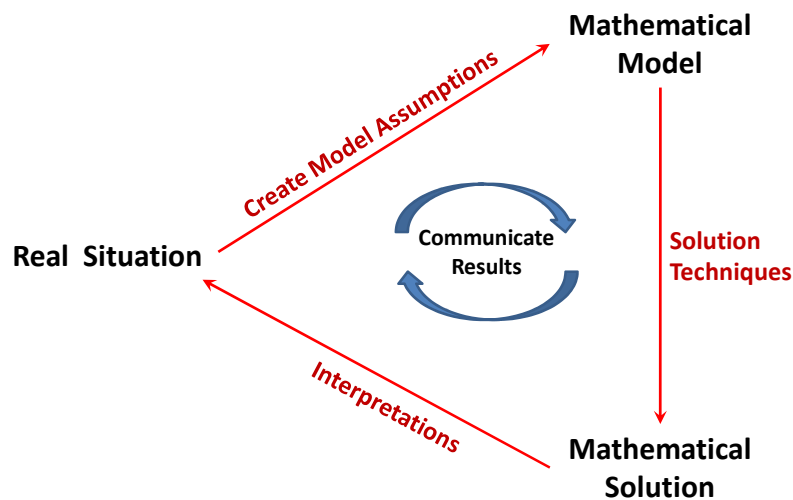 Mathematical
Model
Create Model Assumptions
Real Situation
Communicate
Results
Solution
Techniques
Interpretations
Mathematical
Solution